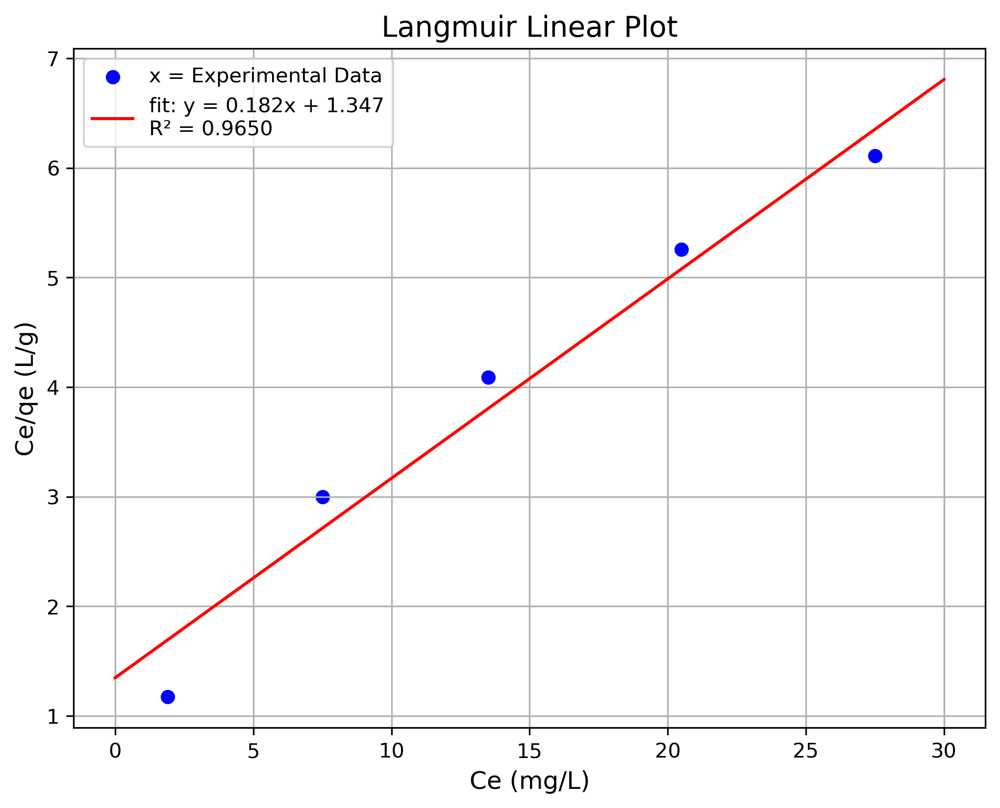 Langmuir Linear Plot
x = Experimental Data
fit: y = 0.182x + 1.347
R² = 0.9650
7
6
5
4
3
2
1
Ce/qe (L/g)
0 5 10 15 20 25 30
Ce (mg/L)